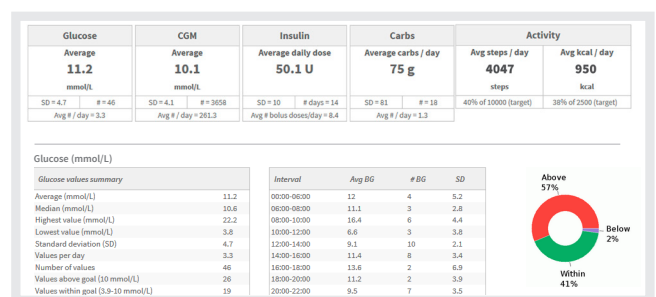 Glucose CGM Insulin Carbs Activity
Average Average Average daily dose Average carbs / day Avg steps / day Avg kcal / day
11.2 10.1 50.1 U 75 g 4047 950
mmol/L mmol/L steps kcal
SD = 4.7 # = 46 SD = 4.1 # = 3658 SD = 10 # days = 14 SD = 81 # = 18 40% of 10000 (target) 38% of 2500 (target)
Avg # / day = 3.3 Avg # / day = 261.3 Avg # bolus doses/day = 8.4 Avg # / day = 1.3
Glucose (mmol/L)
Glucose values summary
Average (mmol/L) 11.2
Median (mmol/L) 10.6
Highest value (mmol/L) 22.2
Lowest value (mmol/L) 3.8
Standard deviation (SD) 4.7
Values per day 3.3
Number of values 46
Values above goal (10 mmol/L) 26
Values within goal (3.9-10 mmol/L) 19
Interval Avg BG # BG SD
00:00-06:00 12 4 5.2
06:00-08:00 11.1 3 2.8
08:00-10:00 16.4 6 4.4
10:00-12:00 6.6 3 3.8
12:00-14:00 9.1 10 2.1
14:00-16:00 11.4 8 3.4
16:00-18:00 13.6 2 6.9
18:00-20:00 11.2 2 3.9
20:00-22:00 9.5 7 3.5
Above
57%
Below
2%
Within
41%